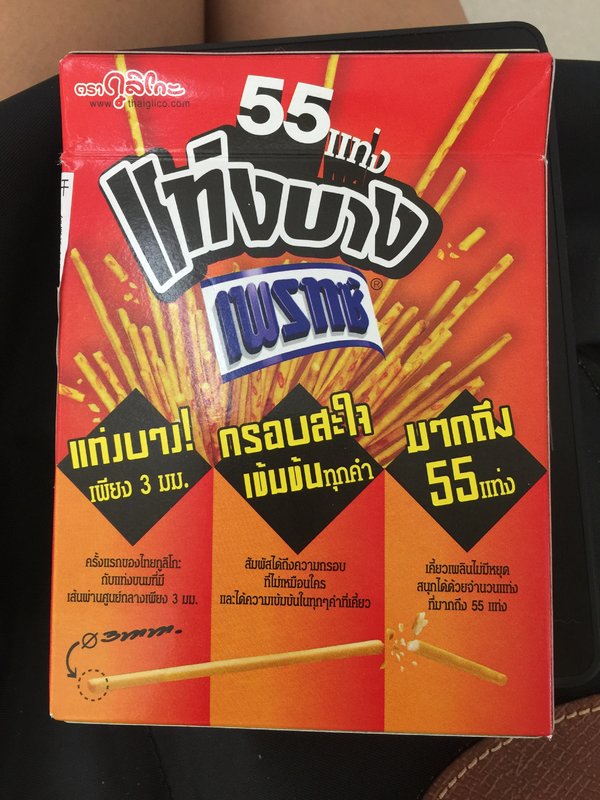 ตรากูลิโกะ
www.thaiglico.com
55 แท่ง
แท่งบาง
เพรทซ์®
แท่งบาง!
เพียง 3 มม.
ครั้งแรกของไทยกูลิโกะ
กับแท่งขนมที่มี
เส้นผ่านศูนย์กลางเพียง 3 มม.
Ø 3mm.
กรอบสะใจ
เข้มข้นทุกคำ
สัมผัสได้ถึงความกรอบ
ที่ไม่เหมือนใคร
และได้ความเข้มข้นในทุกๆคำที่เคี้ยว
มากถึง
55 แท่ง
เคี้ยวเพลินไม่มีหยุด
สนุกได้ด้วยจำนวนแท่ง
ที่มากถึง 55 แท่ง